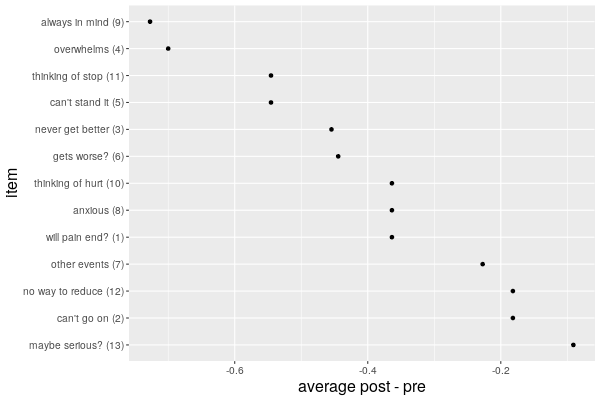 always in mind (9)
overwhelms (4)
thinking of stop (11)
can't stand it (5)
never get better (3)
gets worse? (6)
thinking of hurt (10)
anxious (8)
will pain end? (1)
other events (7)
no way to reduce (12)
can't go on (2)
maybe serious? (13)
Item
-0.6 -0.4 -0.2
average post - pre